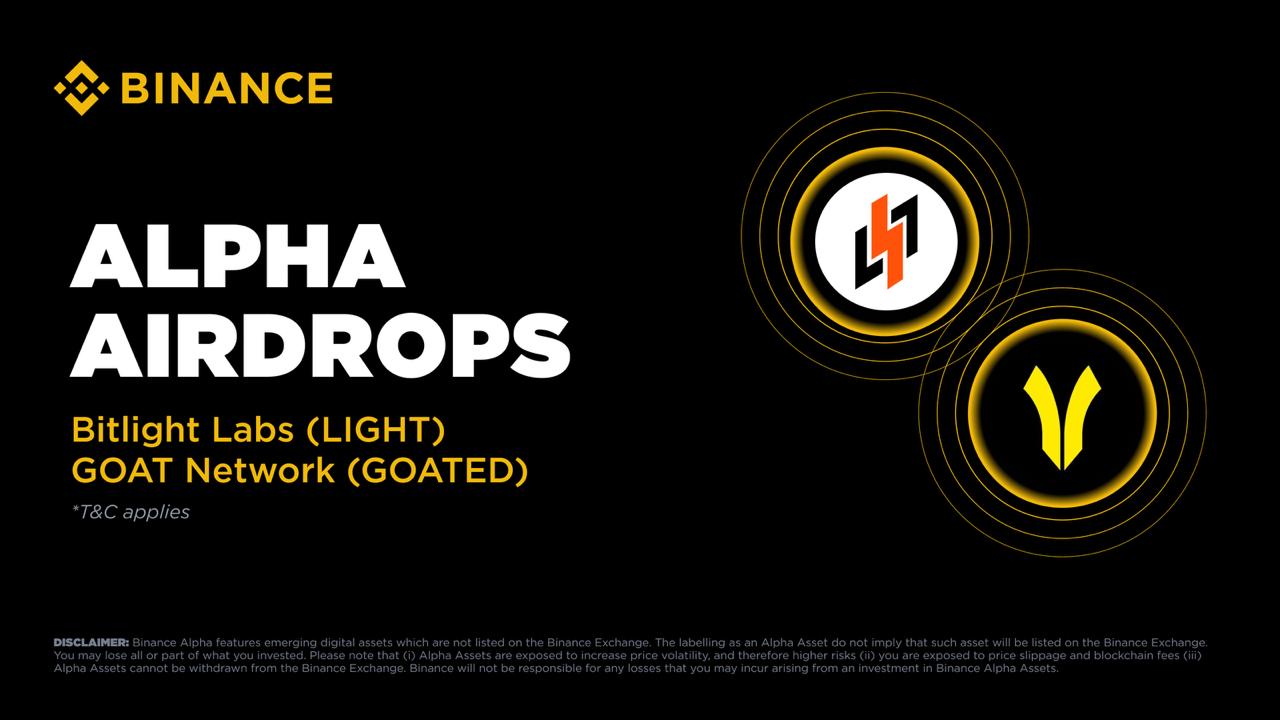 BINANCE
ALPHA
AIRDROPS
Bitlight Labs (LIGHT)
GOAT Network (GOATED)
*T&C applies
DISCLAIMER: Binance Alpha features emerging digital assets which are not listed on the Binance Exchange. The labelling as an Alpha Asset do not imply that such asset will be listed on the Binance Exchange.
You may lose all or part of what you invested. Please note that (i) Alpha Assets are exposed to increase price volatility, and therefore higher risks (ii) you are exposed to price slippage and blockchain fees (iii)
Alpha Assets cannot be withdrawn from the Binance Exchange. Binance will not be responsible for any losses that you may incur arising from an investment in Binance Alpha Assets.